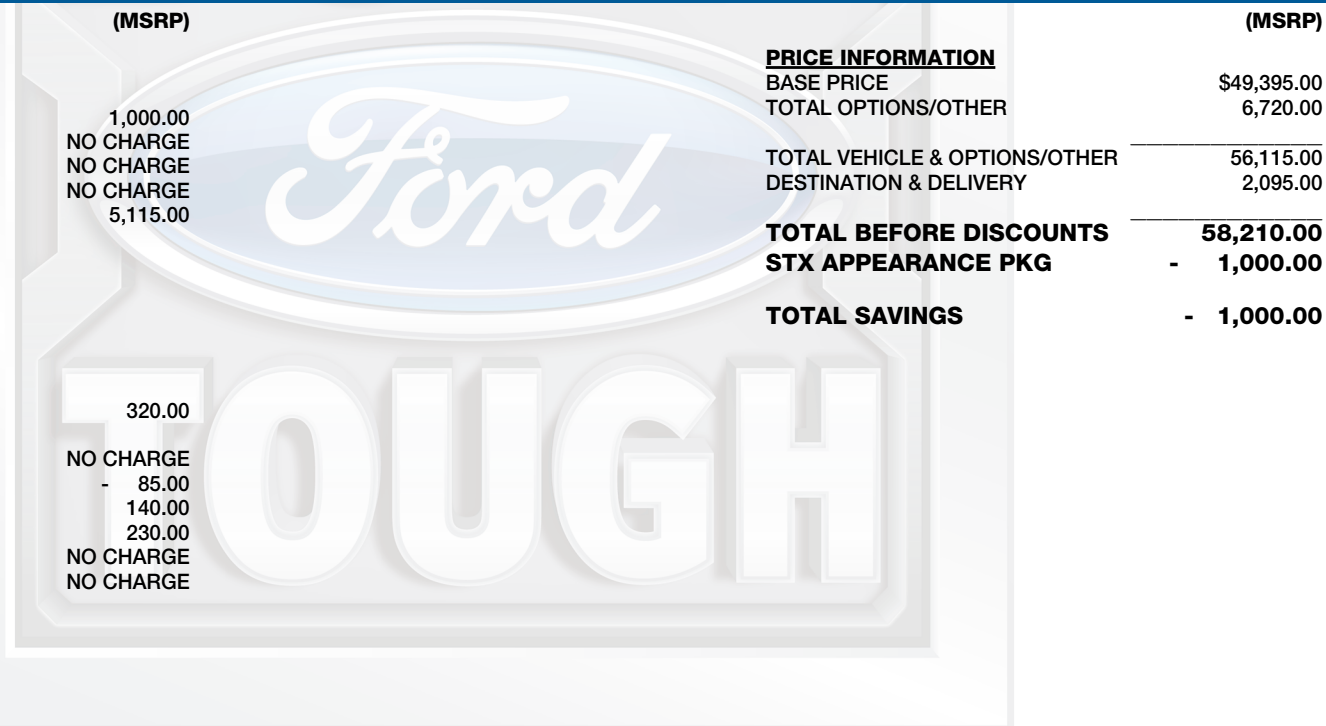 (MSRP)
1,000.00
NO CHARGE
NO CHARGE
NO CHARGE
5,115.00
320.00
NO CHARGE
- 85.00
140.00
230.00
NO CHARGE
NO CHARGE
Ford
TOUGH
(MSRP)
PRICE INFORMATION
BASE PRICE $49,395.00
TOTAL OPTIONS/OTHER 6,720.00
TOTAL VEHICLE & OPTIONS/OTHER 56,115.00
DESTINATION & DELIVERY 2,095.00
TOTAL BEFORE DISCOUNTS 58,210.00
STX APPEARANCE PKG - 1,000.00
TOTAL SAVINGS - 1,000.00